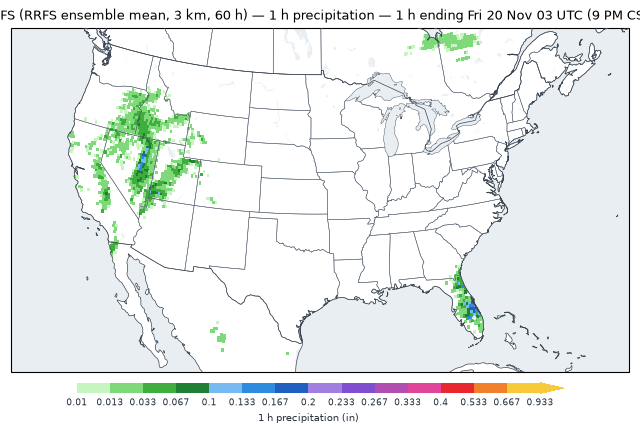 FS (RRFS ensemble mean, 3 km, 60 h) — 1 h precipitation — 1 h ending Fri 20 Nov 03 UTC (9 PM CS
0.01 0.013 0.033 0.067 0.1 0.133 0.167 0.2 0.233 0.267 0.333 0.4 0.533 0.667 0.933
1 h precipitation (in)